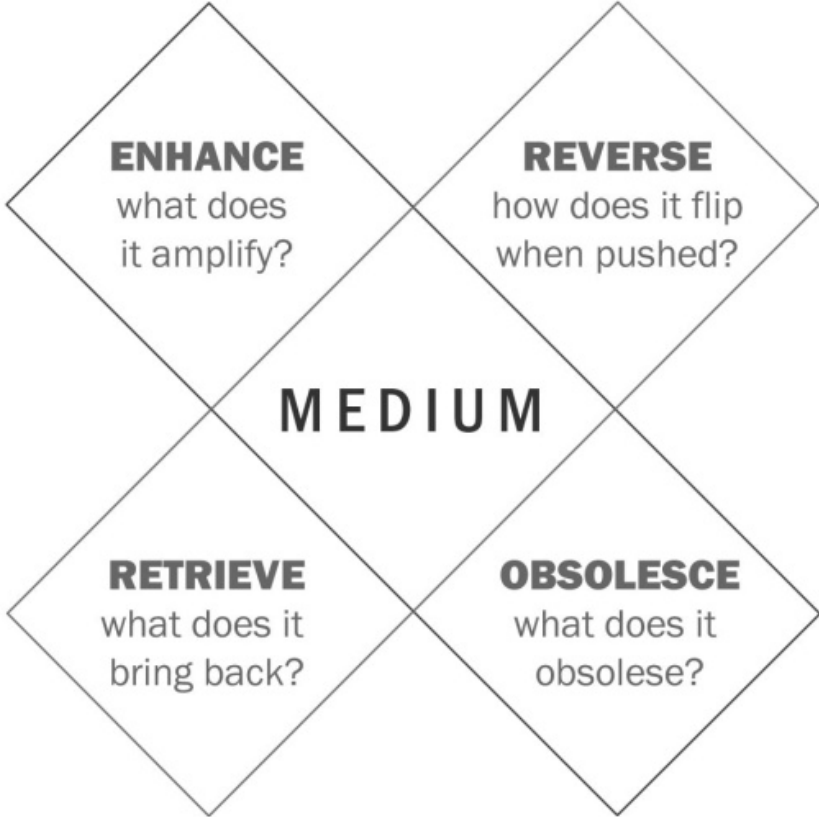 ENHANCE
what does
it amplify?
REVERSE
how does it flip
when pushed?
MEDIUM
RETRIEVE
what does it
bring back?
OBSOLESCE
what does it
obsolese?